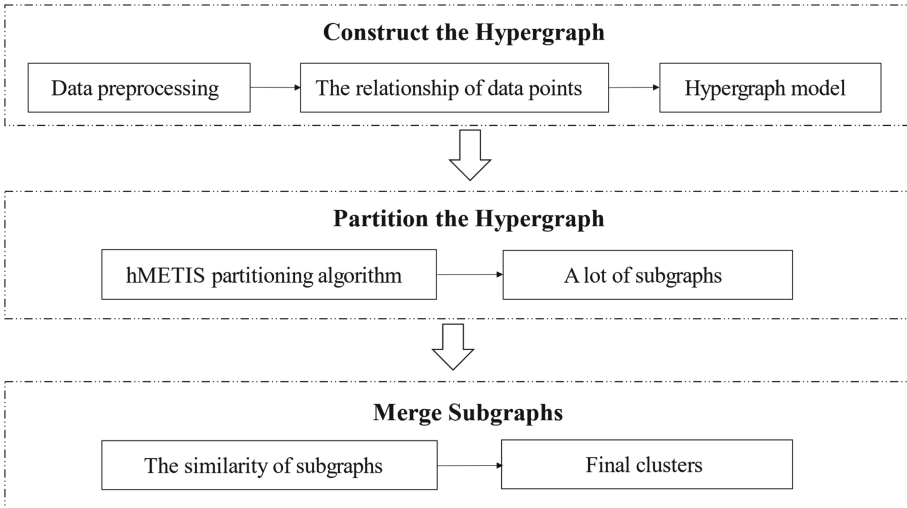 Construct the Hypergraph
Data preprocessing
The relationship of data points
Hypergraph model
Partition the Hypergraph
hMETIS partitioning algorithm
A lot of subgraphs
Merge Subgraphs
The similarity of subgraphs
Final clusters